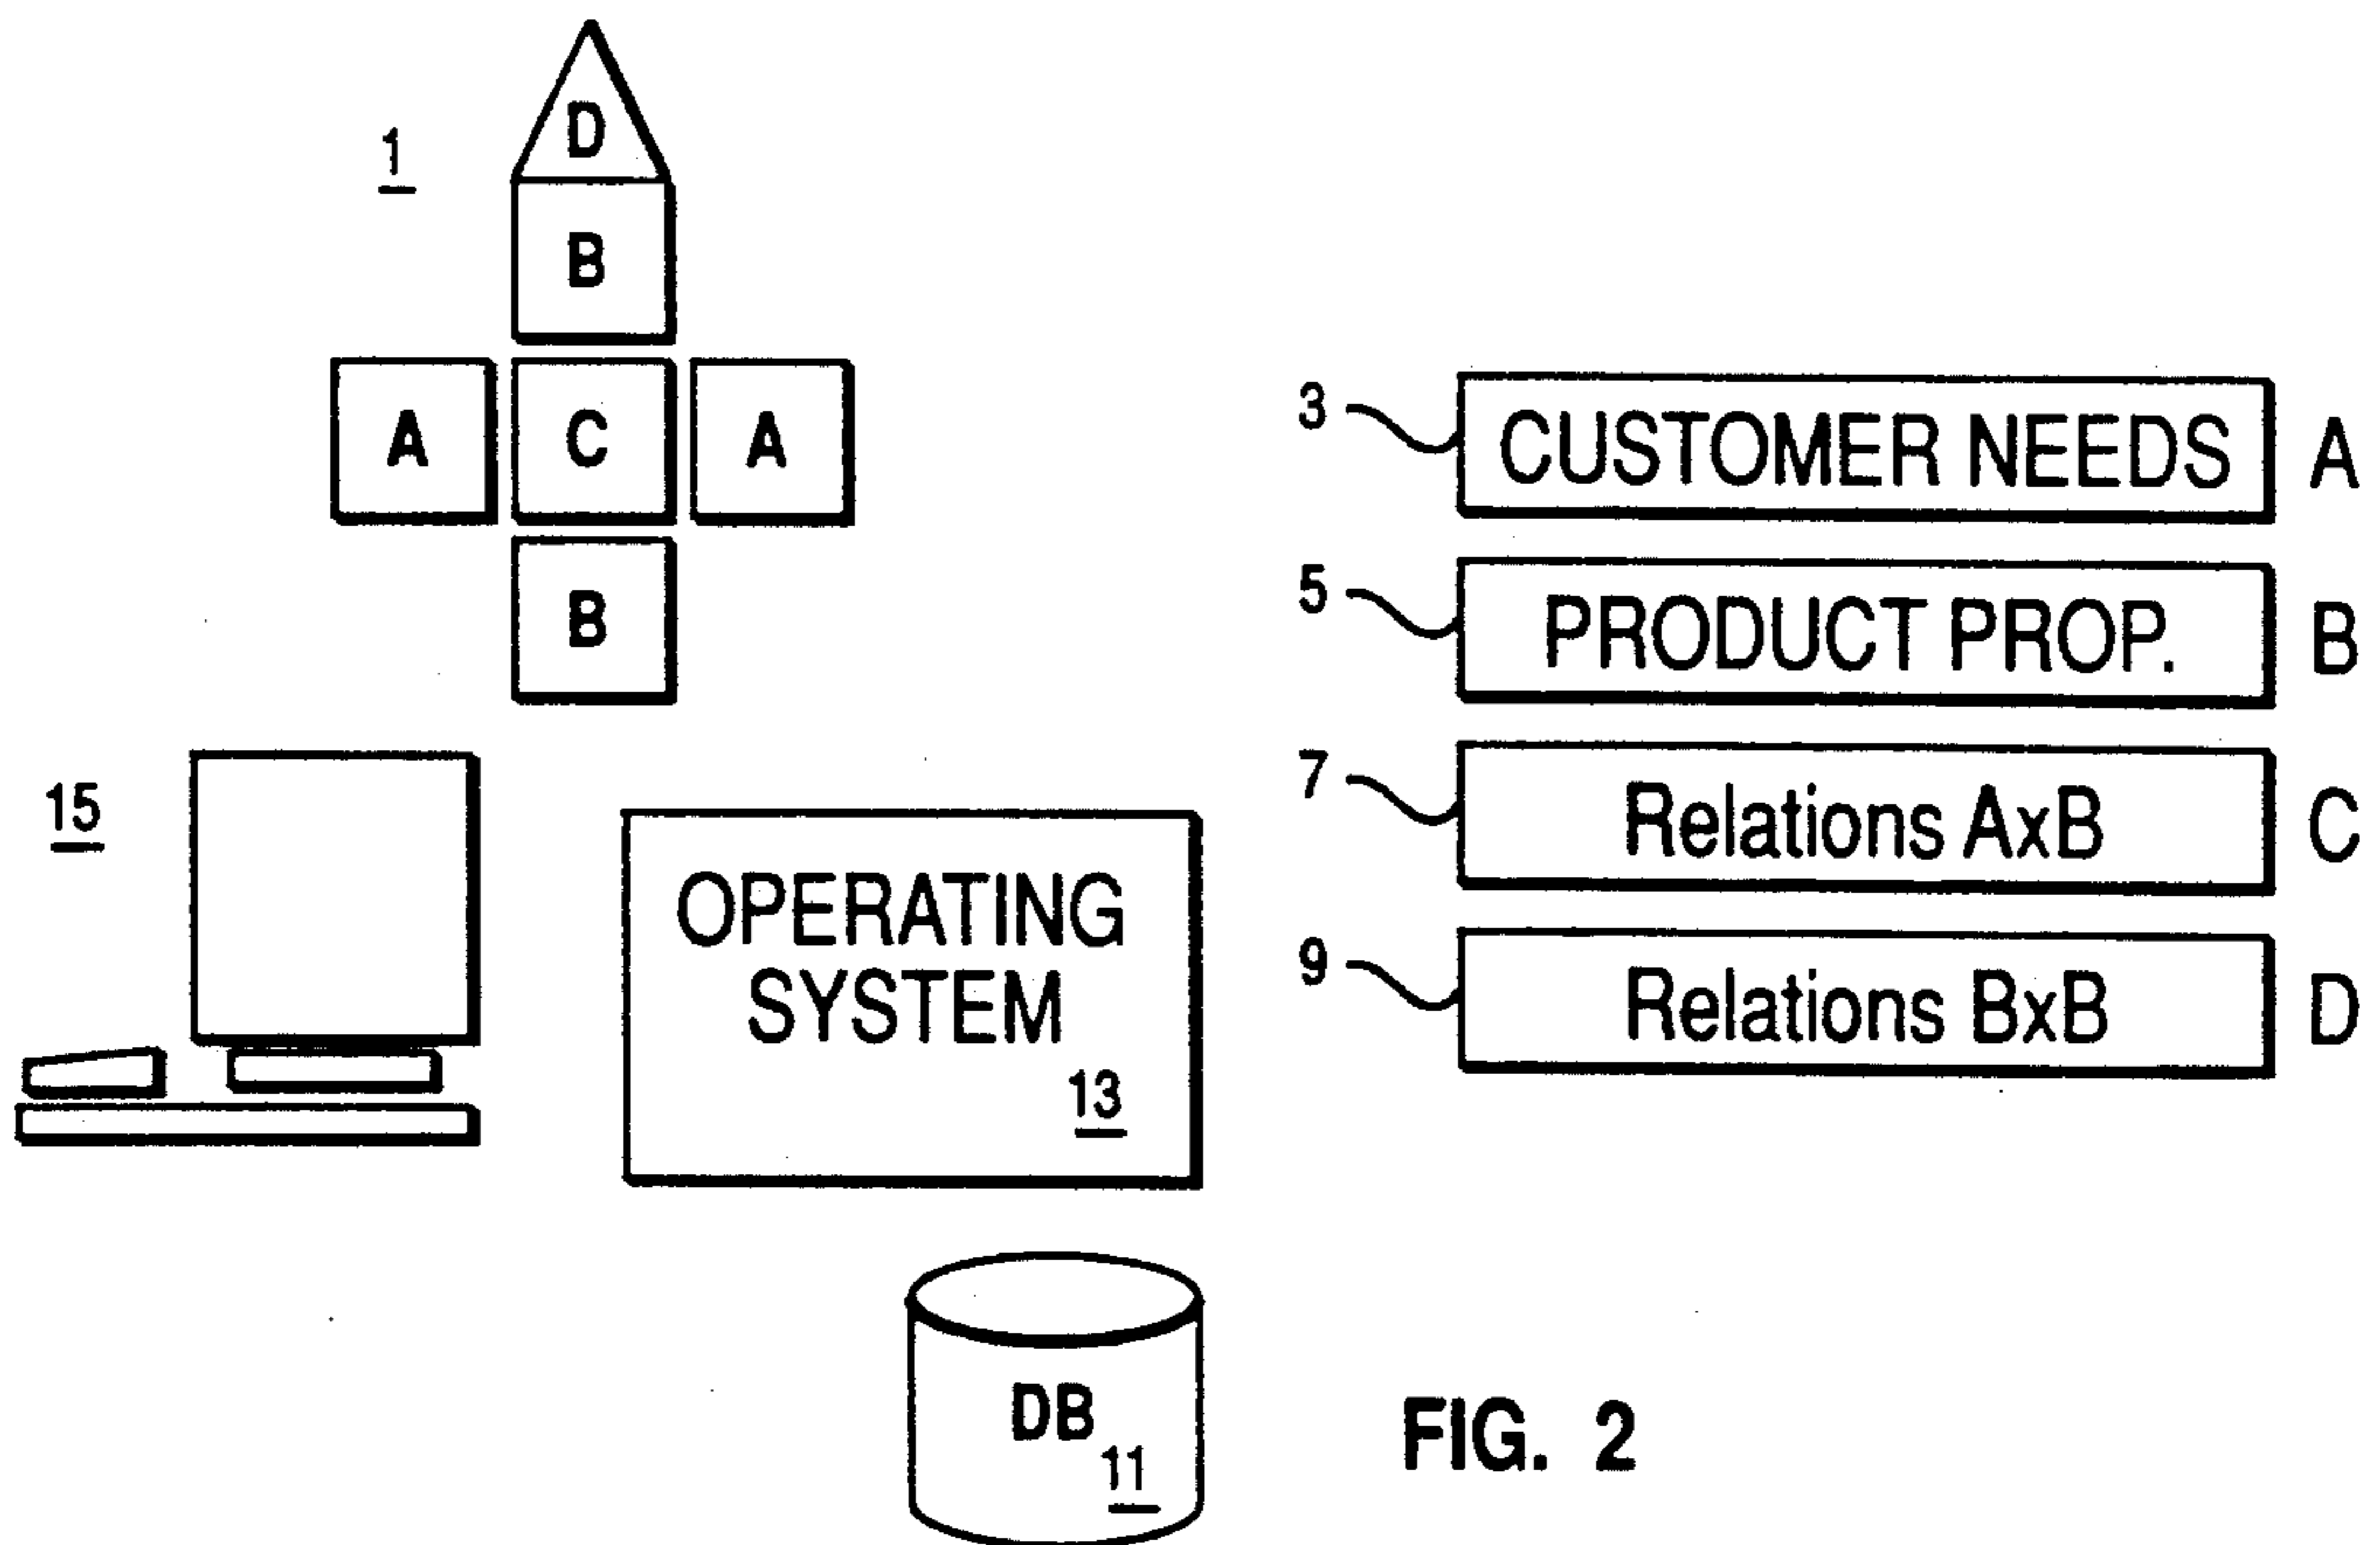 D
1
B
A C A
B
3 CUSTOMER NEEDS A
5 PRODUCT PROP. B
7 Relations AxB C
9 Relations BxB D
15
OPERATING
SYSTEM
13
DB
11
FIG. 2